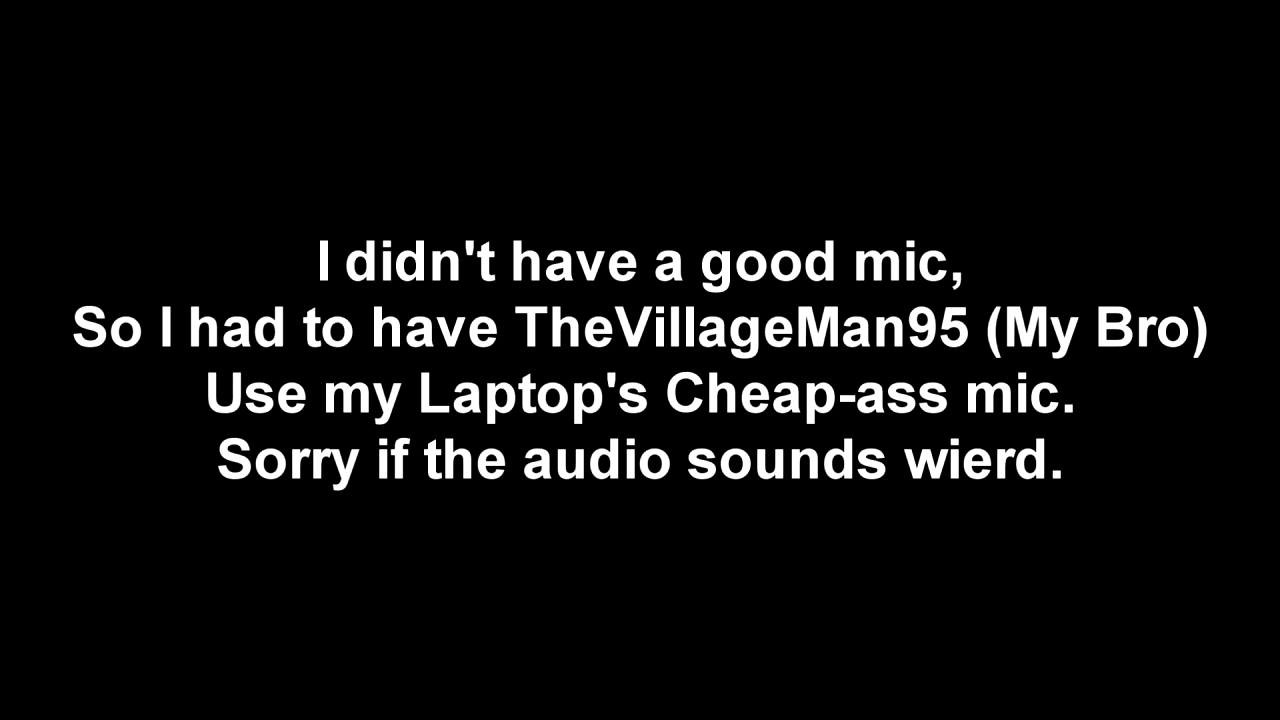 I didn't have a good mic,
So I had to have TheVillageMan95 (My Bro)
Use my Laptop's Cheap-ass mic.
Sorry if the audio sounds wierd.